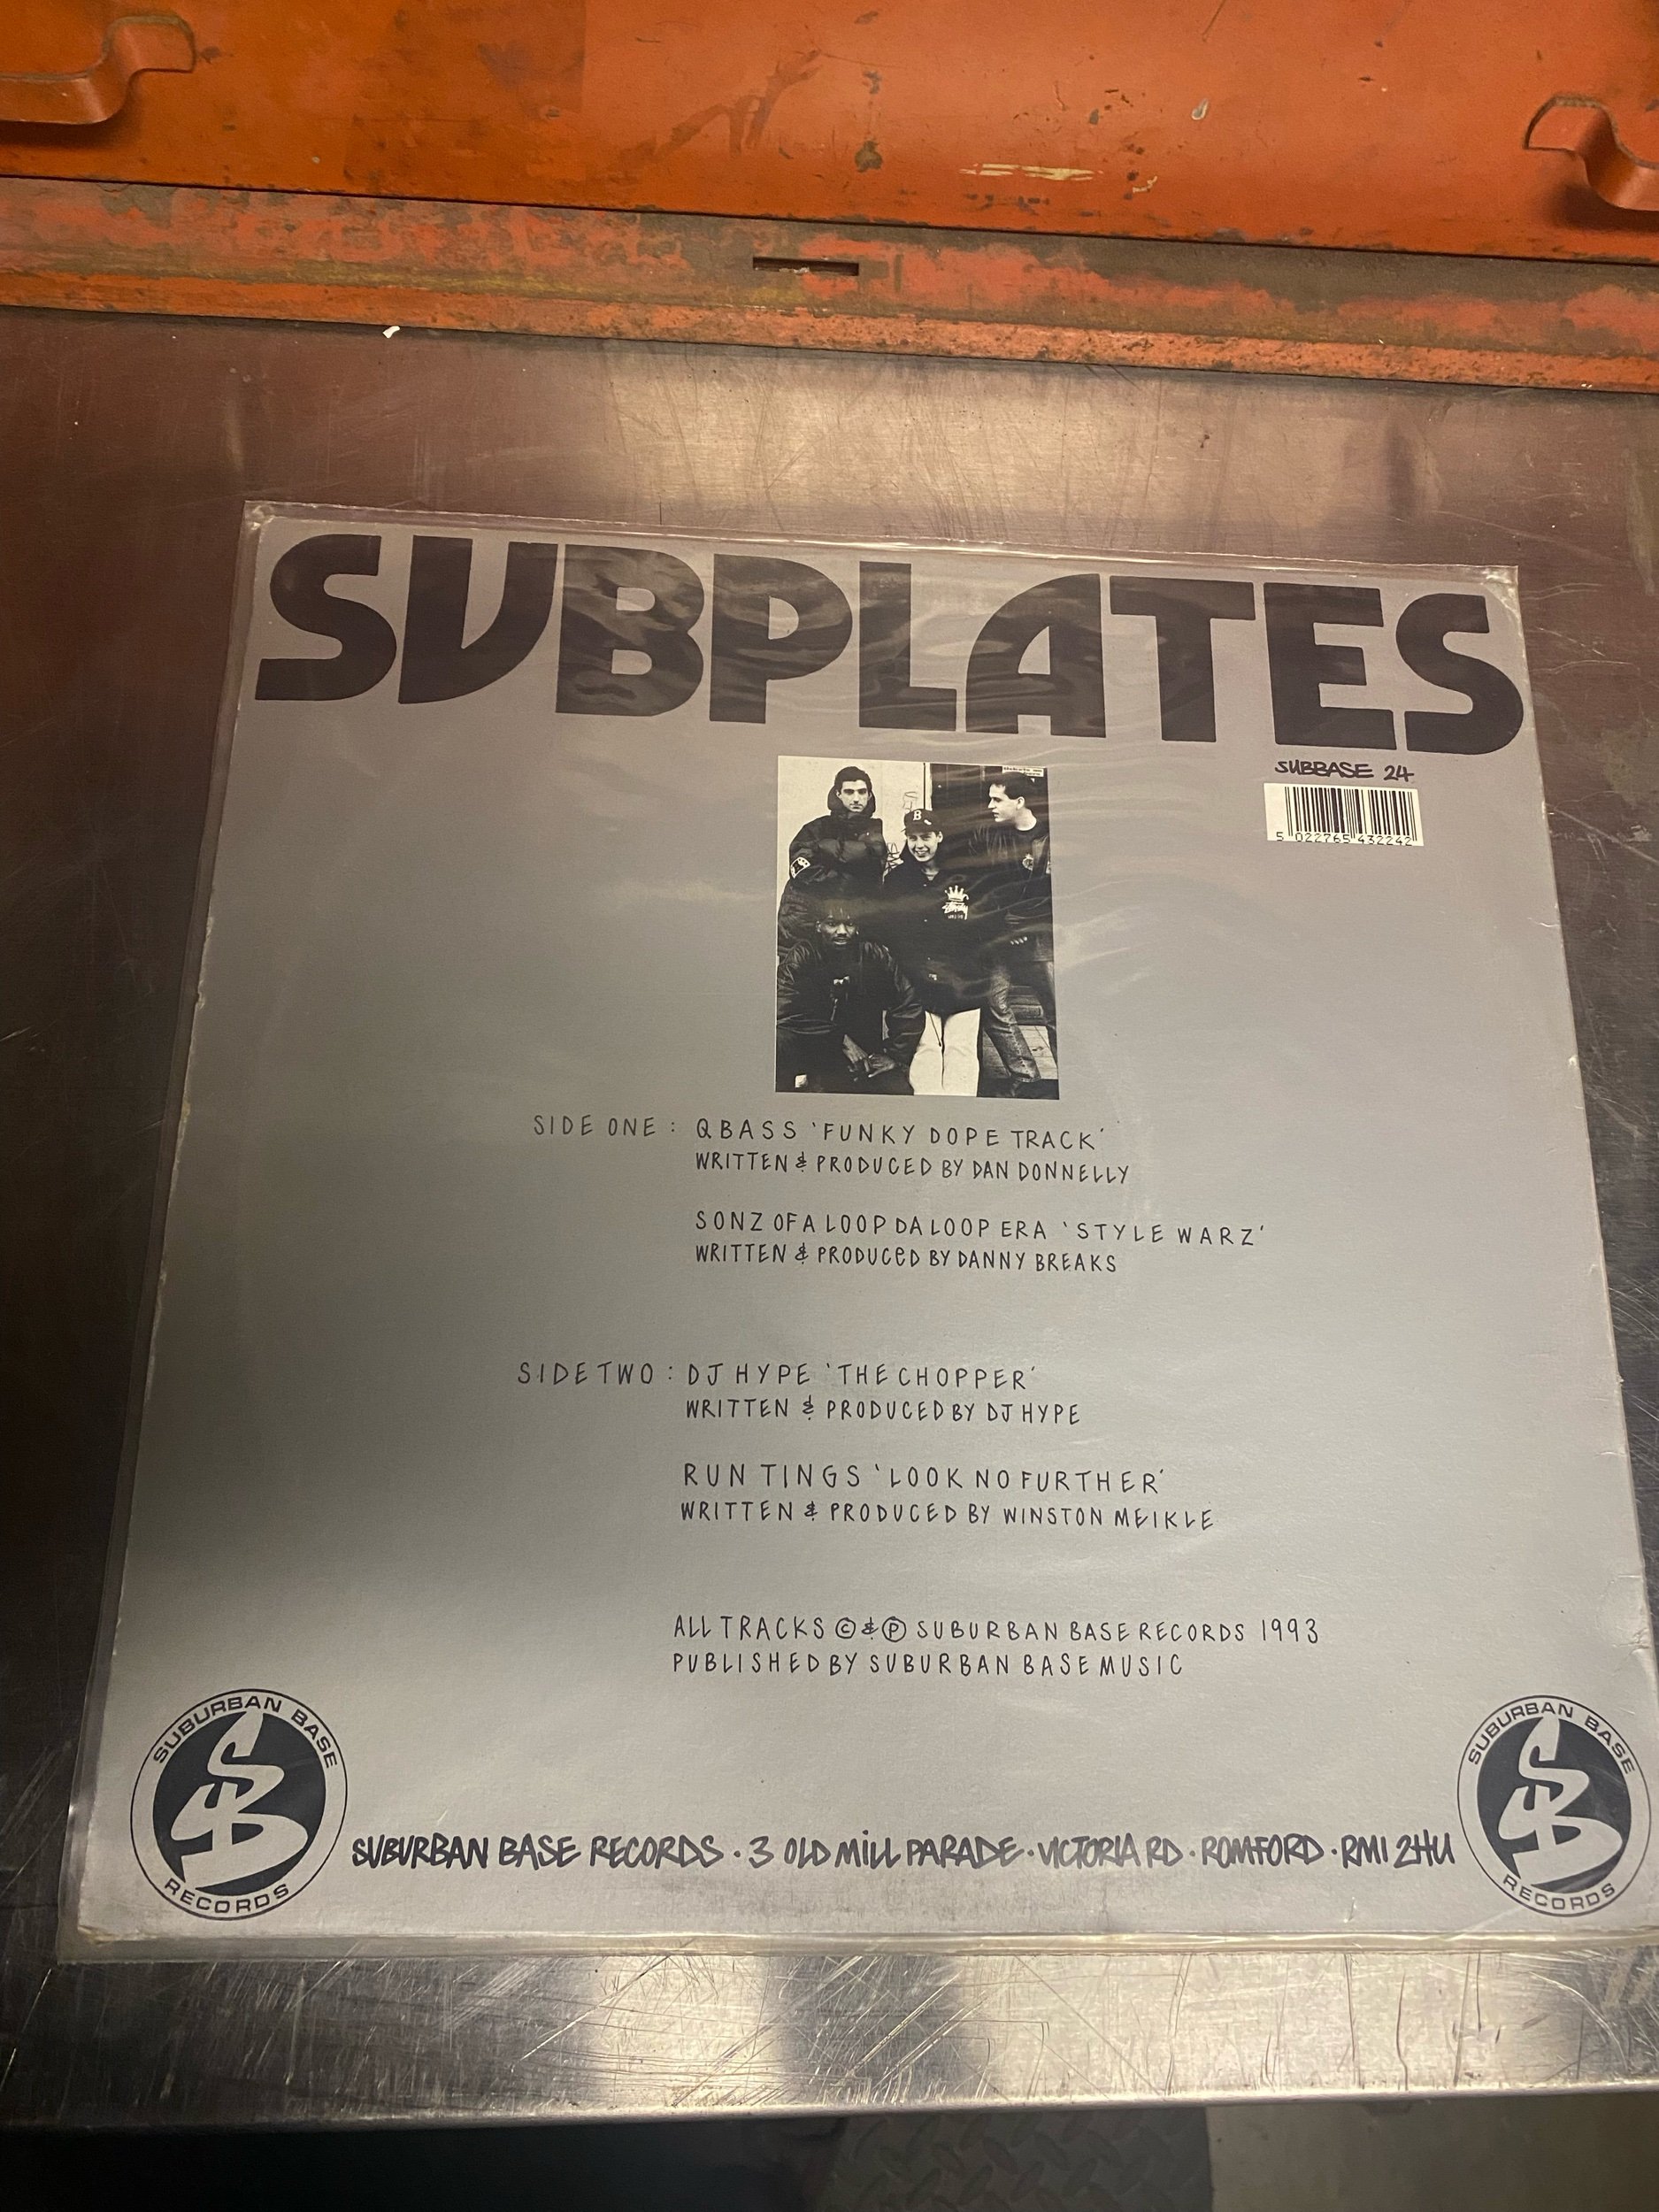 SUBPLATES
SUBBASE 24
5 022765 432242
B
SIDE ONE : QBASS 'FUNKY DOPE TRACK'
WRITTEN & PRODUCED BY DAN DONNELLY
SONZ OF A LOOP DA LOOP ERA 'STYLE WARZ'
WRITTEN & PRODUCED BY DANNY BREAKS
SIDE TWO : DJ HYPE 'THE CHOPPER'
WRITTEN & PRODUCED BY DJ HYPE
RUN TINGS 'LOOK NO FURTHER'
WRITTEN & PRODUCED BY WINSTON MEIKLE
ALL TRACKS © & ℗ SUBURBAN BASE RECORDS 1993
PUBLISHED BY SUBURBAN BASE MUSIC
SUBURBAN BASE RECORDS
SUBURBAN BASE RECORDS · 3 OLD MILL PARADE · VICTORIA RD · ROMFORD · RM1 2HU
SUBURBAN BASE RECORDS